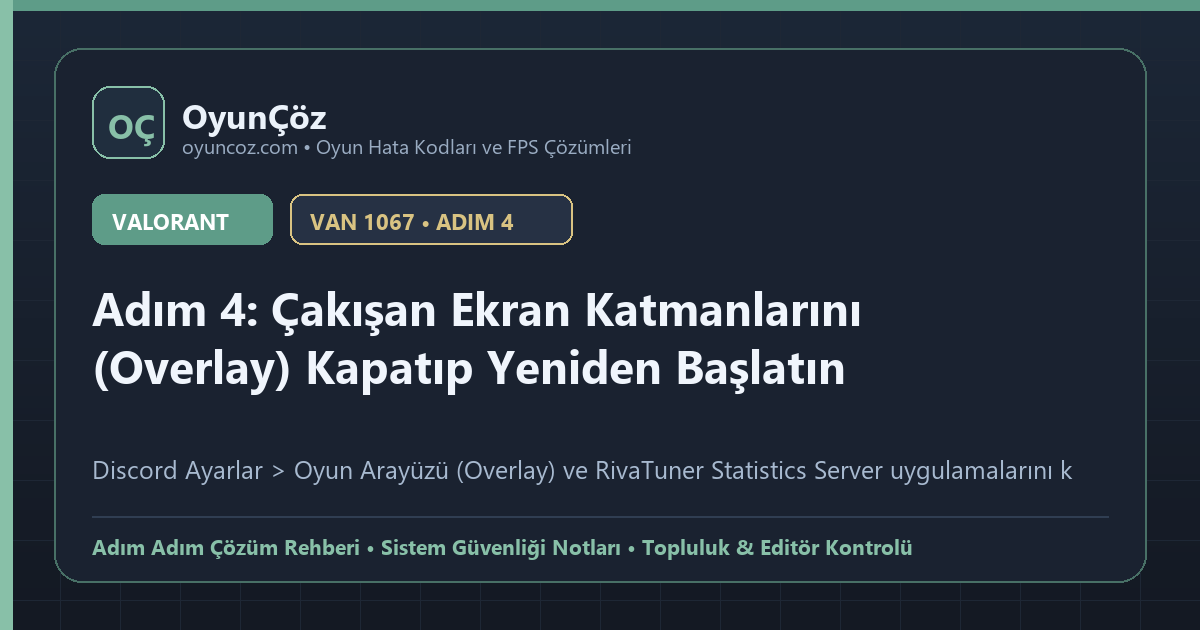 OÇ
OyunÇöz
oyuncoz.com • Oyun Hata Kodları ve FPS Çözümleri
VALORANT
VAN 1067 • ADIM 4
Adım 4: Çakışan Ekran Katmanlarını
(Overlay) Kapatıp Yeniden Başlatın
Discord Ayarlar > Oyun Arayüzü (Overlay) ve RivaTuner Statistics Server uygulamalarını k
Adım Adım Çözüm Rehberi • Sistem Güvenliği Notları • Topluluk & Editör Kontrolü